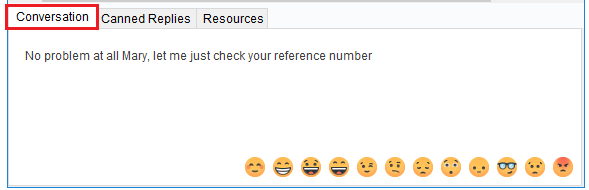 Conversation Canned Replies Resources
No problem at all Mary, let me just check your reference number